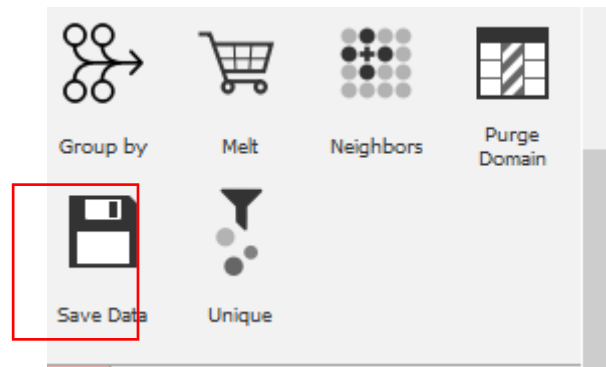 Group by
Melt
Neighbors
Purge
Domain
Save Data
Unique